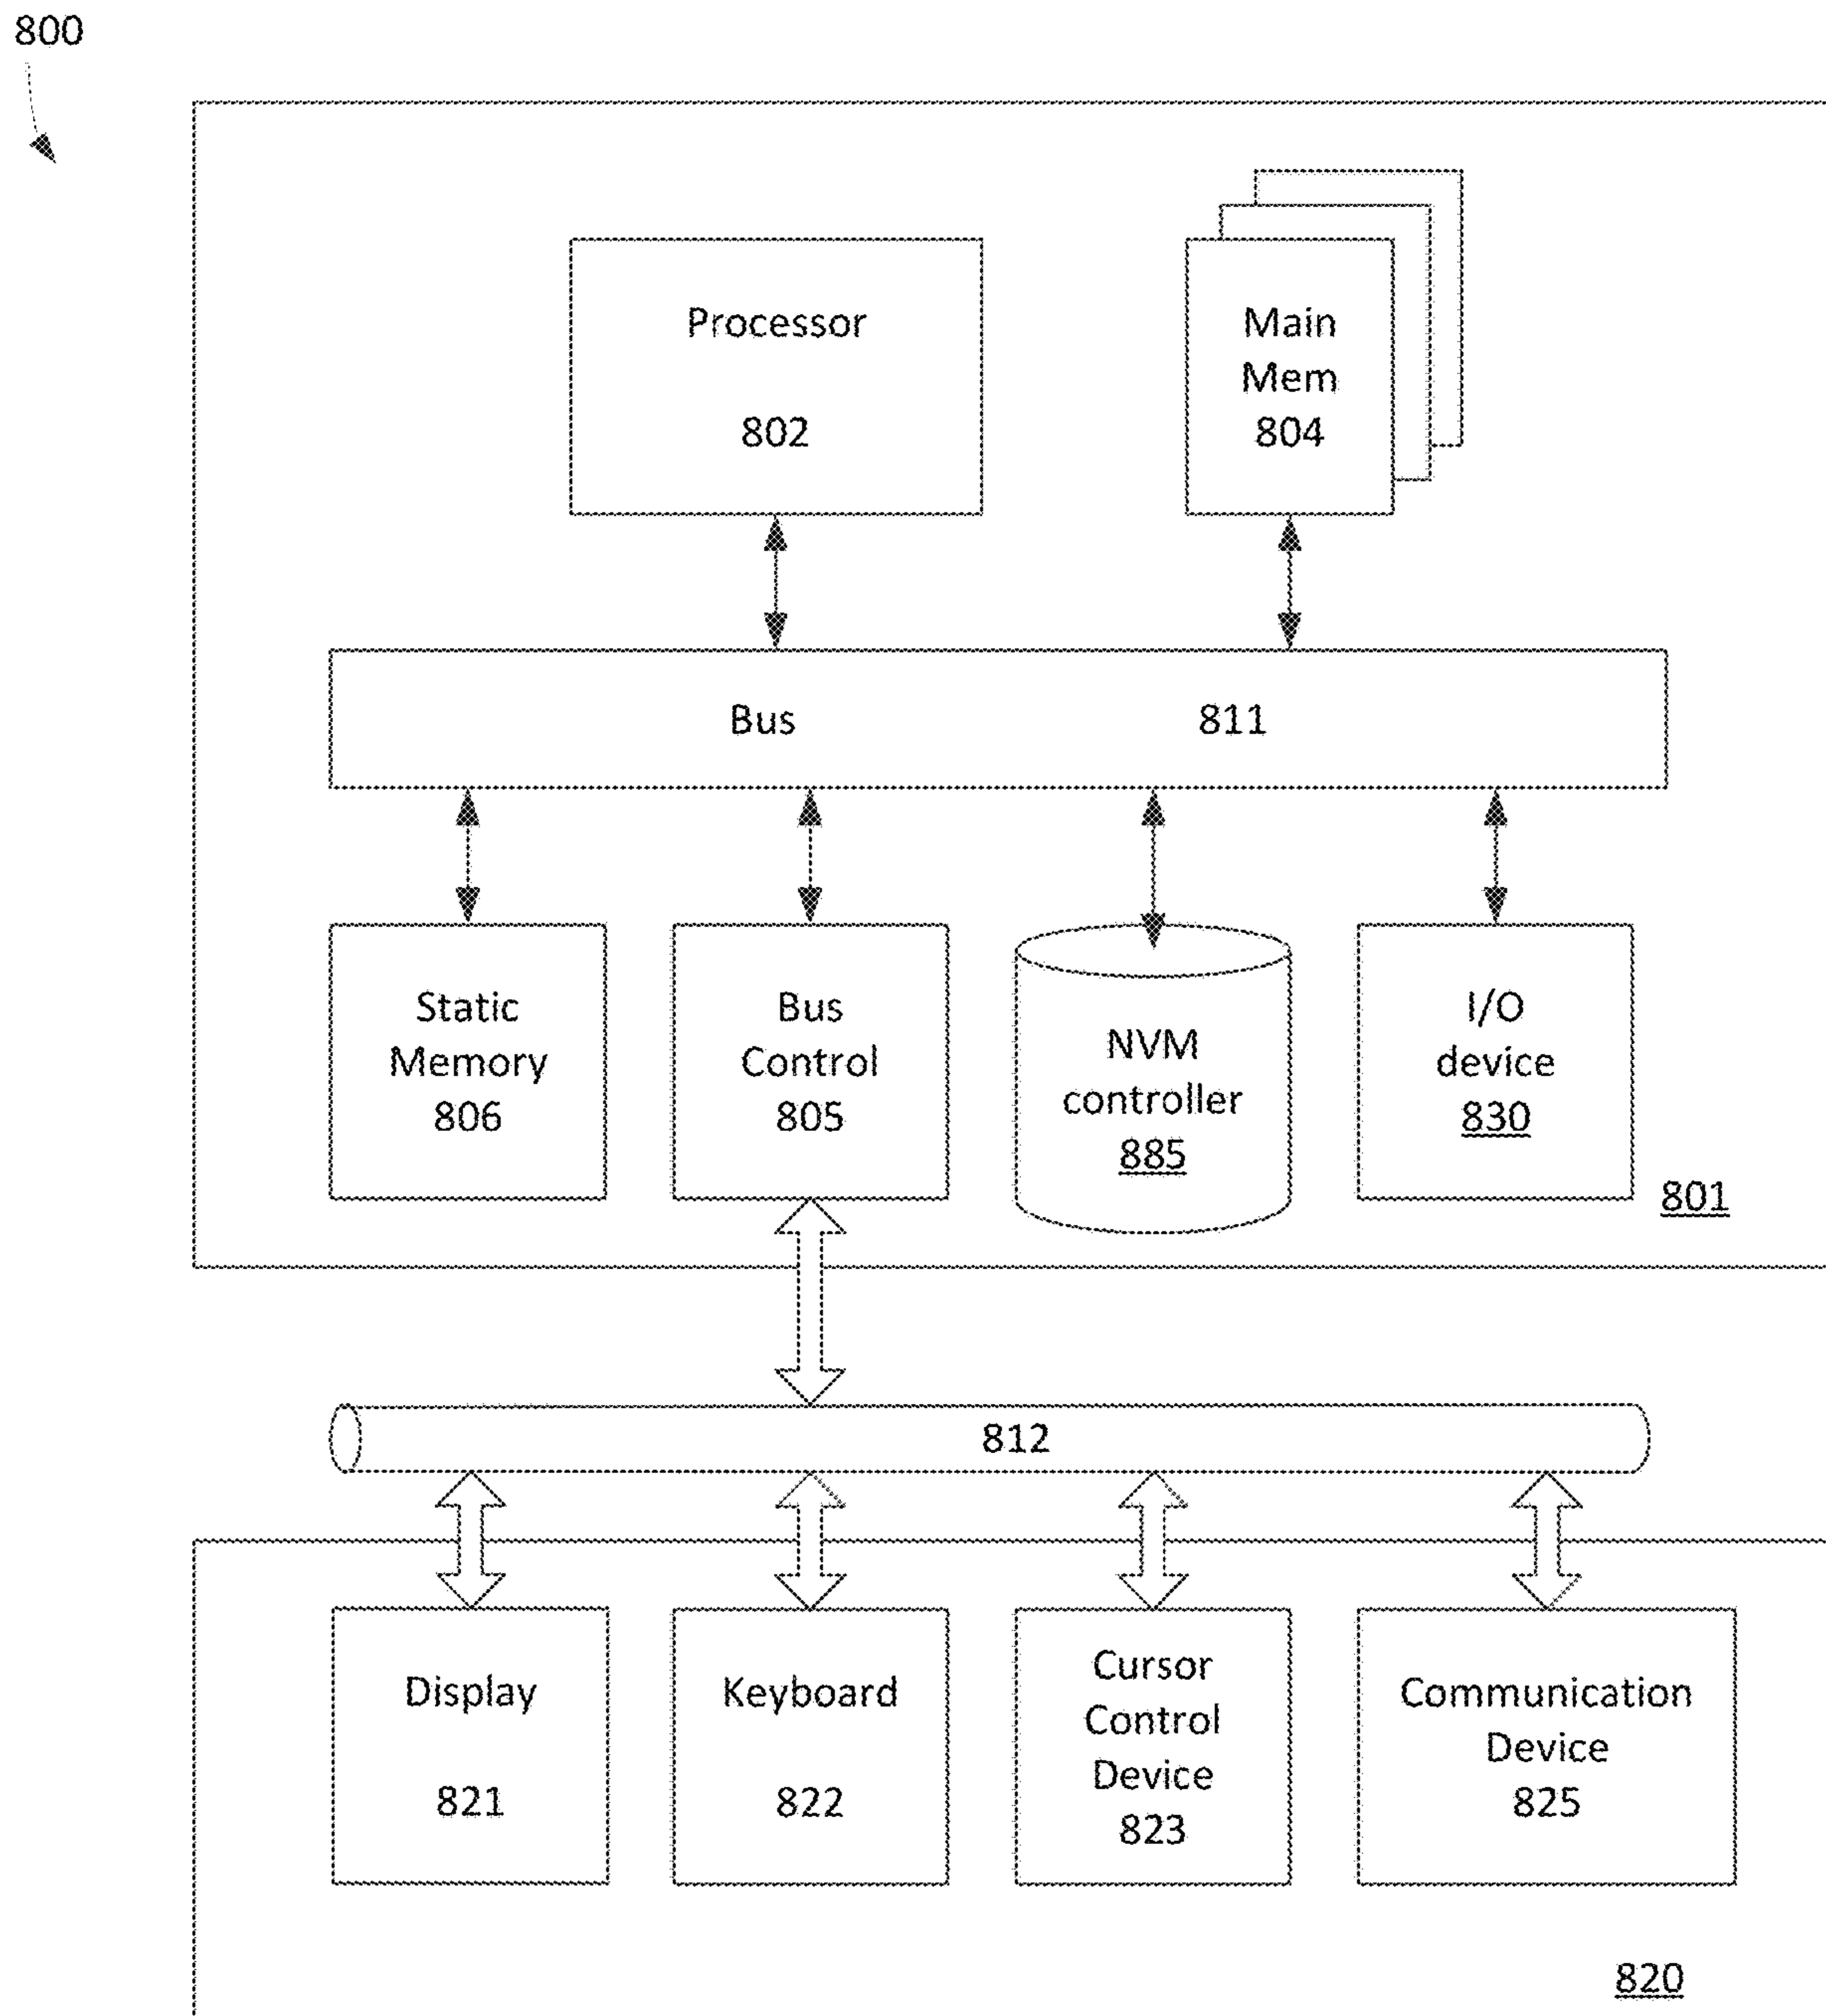 800
Processor
802
Main
Mem
804
Bus 811
Static
Memory
806
Bus
Control
805
NVM
controller
885
I/O
device
830
801
812
Display
821
Keyboard
822
Cursor
Control
Device
823
Communication
Device
825
820